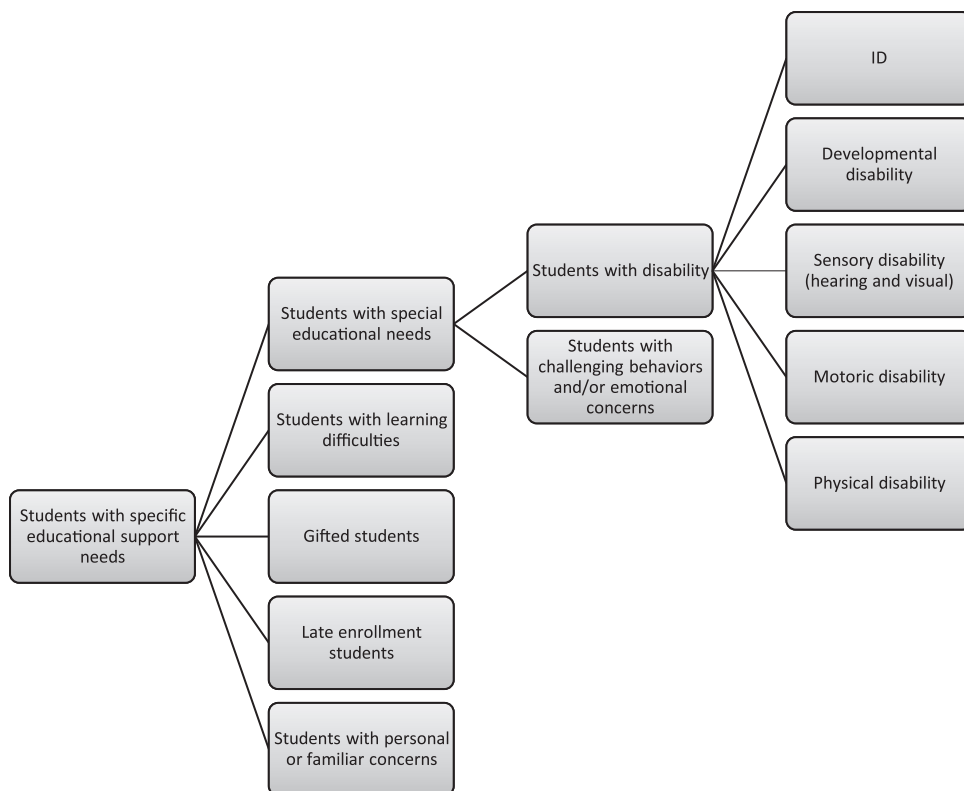 Students with specific
educational support
needs
Students with special
educational needs
Students with learning
difficulties
Gifted students
Late enrollment
students
Students with personal
or familiar concerns
Students with disability
Students with
challenging behaviors
and/or emotional
concerns
ID
Developmental
disability
Sensory disability
(hearing and visual)
Motoric disability
Physical disability